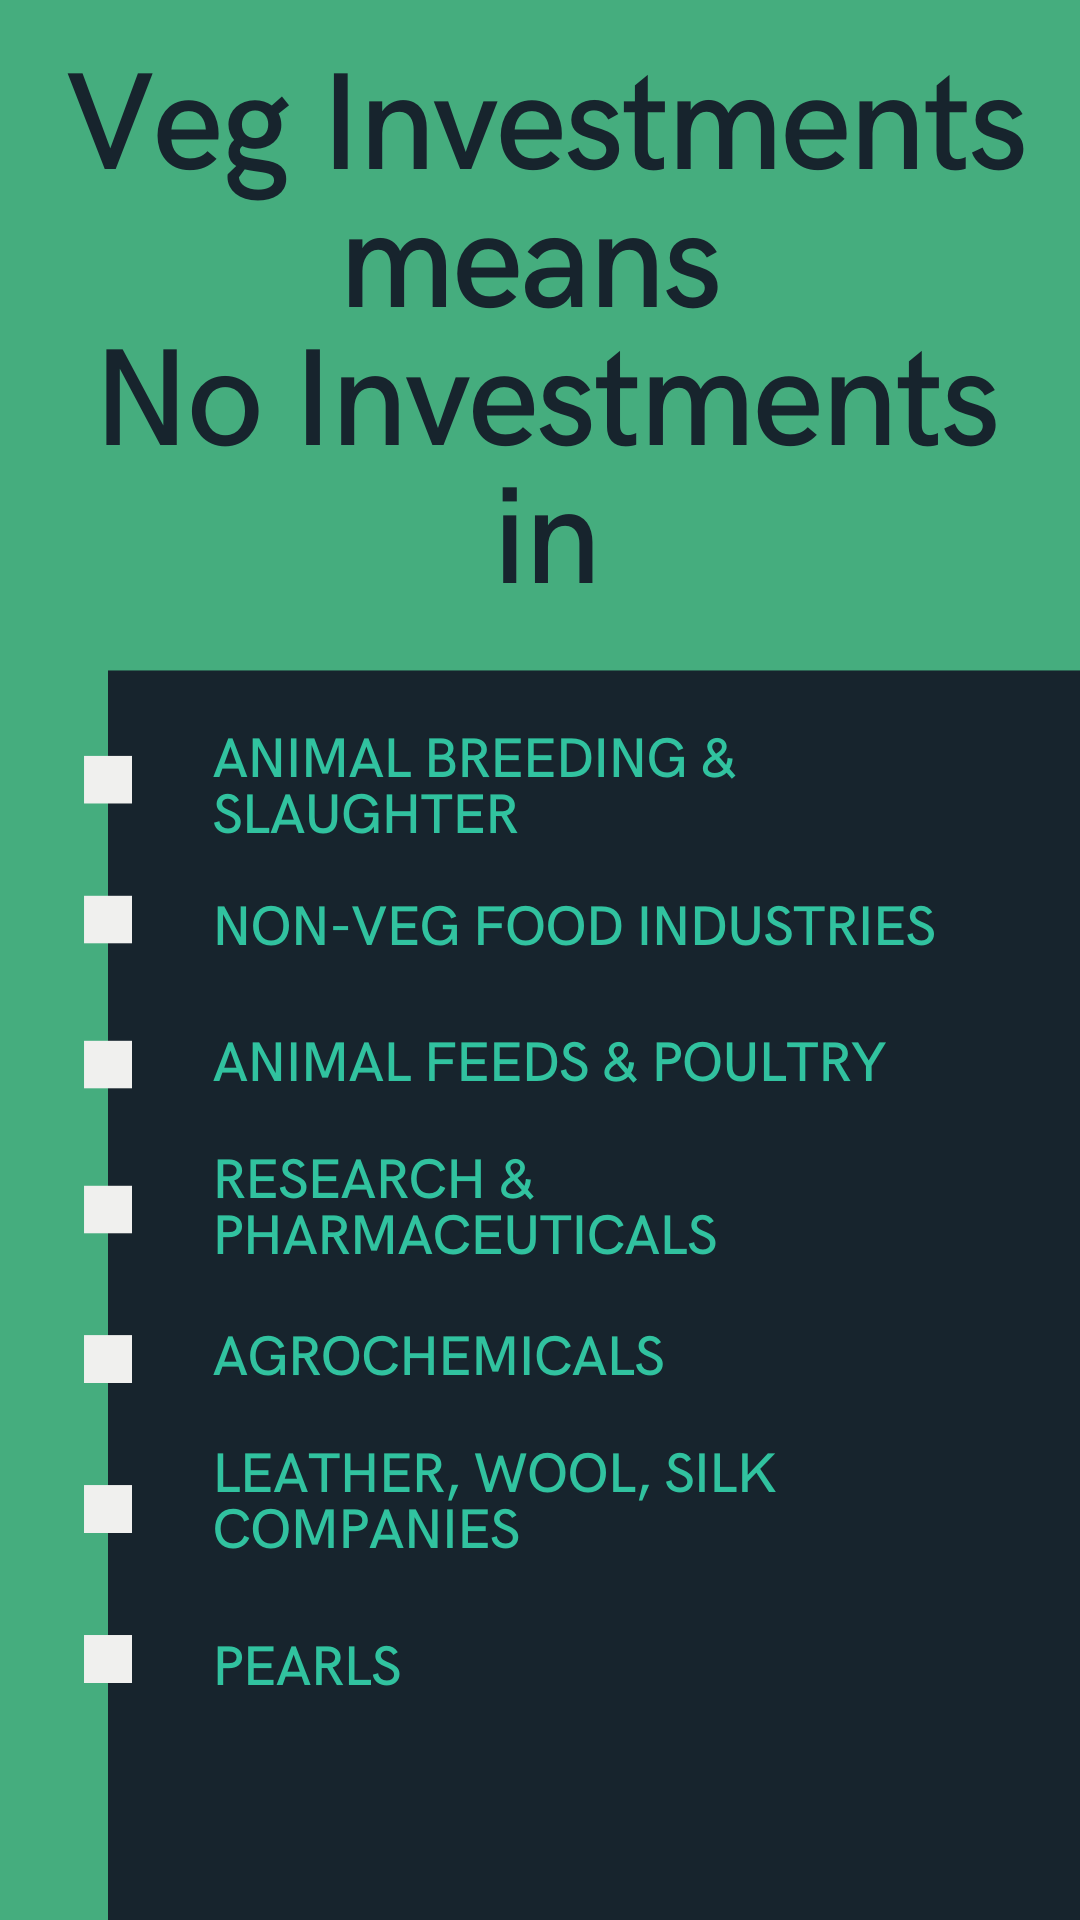 Veg Investments
means
No Investments
in
ANIMAL BREEDING &
SLAUGHTER
NON-VEG FOOD INDUSTRIES
ANIMAL FEEDS & POULTRY
RESEARCH &
PHARMACEUTICALS
AGROCHEMICALS
LEATHER, WOOL, SILK
COMPANIES
PEARLS